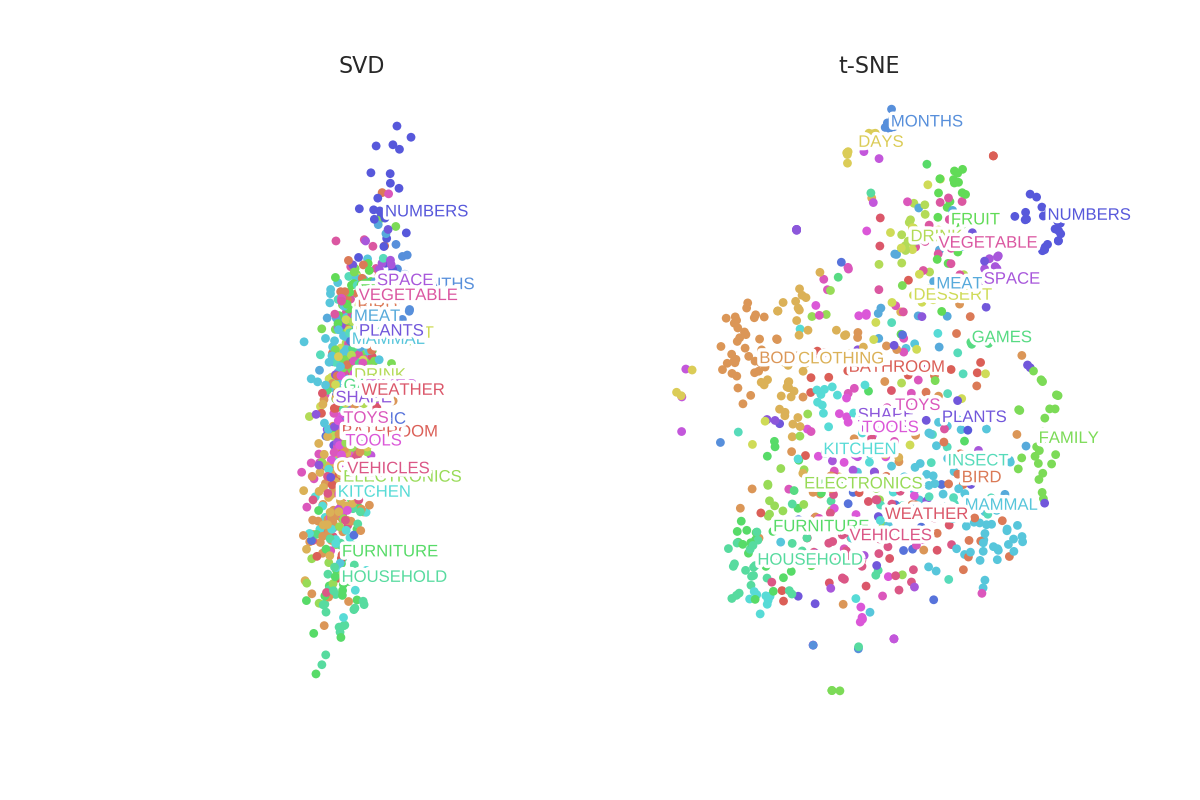 SVD
NUMBERS
SPACE
VEGETABLE
MEAT
PLANTS
MAMMAL
DRINK
WEATHER
SHAPE
TOYS
BATHROOM
TOOLS
VEHICLES
ELECTRONICS
KITCHEN
FURNITURE
HOUSEHOLD
t-SNE
MONTHS
DAYS
NUMBERS
FRUIT
DRINK
VEGETABLE
SPACE
MEAT
DESSERT
GAMES
BOD
CLOTHING
BATHROOM
TOYS
SHAPE
PLANTS
TOOLS
FAMILY
KITCHEN
INSECT
BIRD
ELECTRONICS
MAMMAL
WEATHER
FURNITURE
VEHICLES
HOUSEHOLD